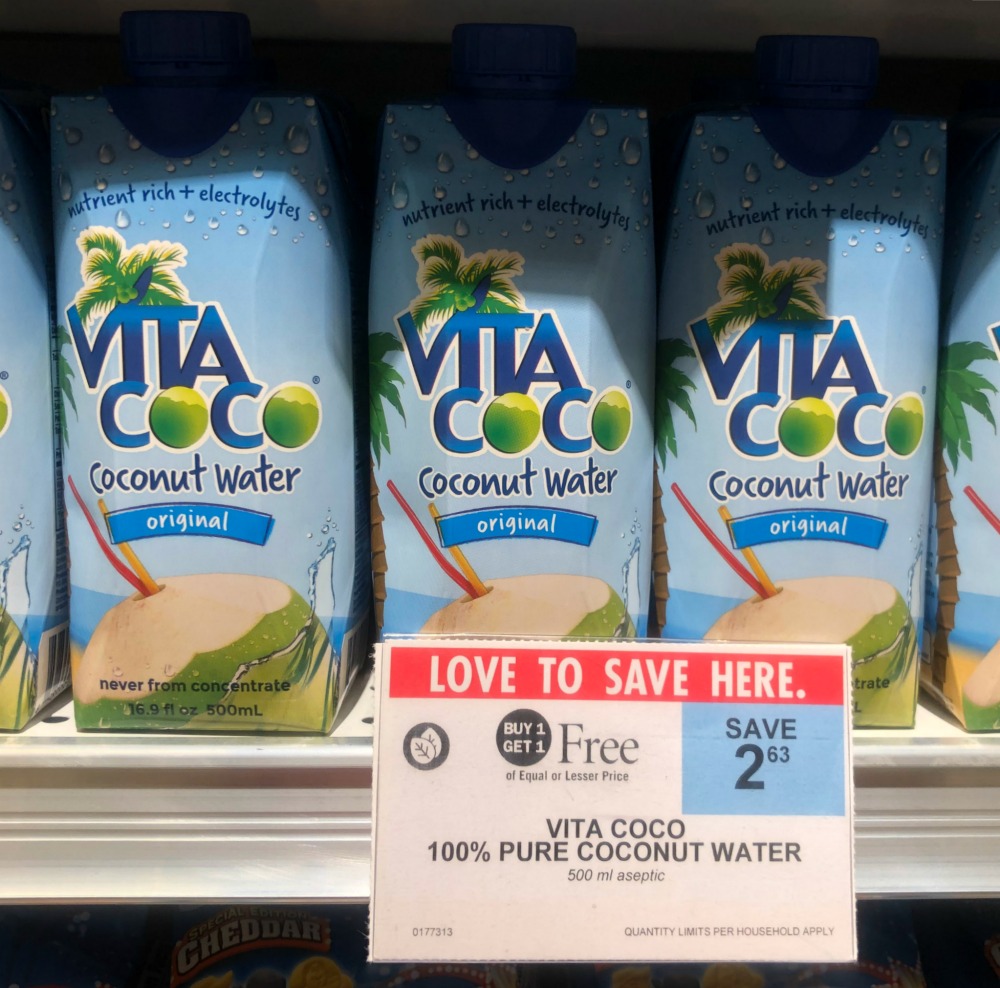 nutrient rich + electrolytes
VITA
COCO
®
Coconut Water
original
never from concentrate
16.9 fl oz 500mL
nutrient rich + electrolytes
VITA
COCO
®
Coconut Water
original
nutrient rich + electrolytes
VITA
COCO
Coconut Water
original
trate
L
LOVE TO SAVE HERE.
BUY 1
GET 1
Free
of Equal or Lesser Price
SAVE
2 63
VITA COCO
100% PURE COCONUT WATER
500 ml aseptic
0177313
QUANTITY LIMITS PER HOUSEHOLD APPLY
SPECIAL EDITION
CHEDDAR